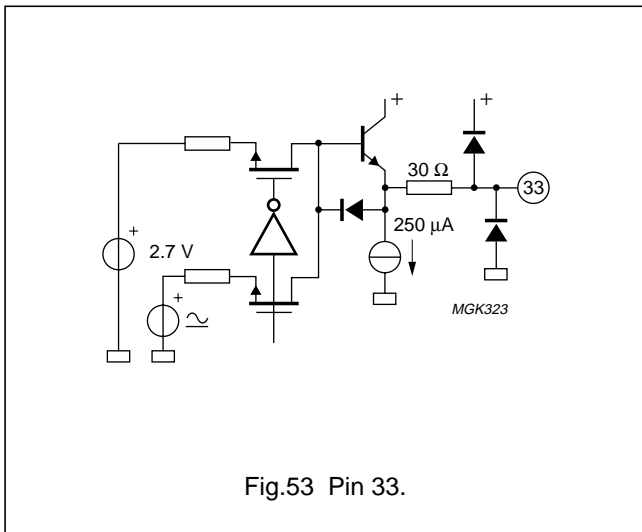 +
+
30 Ω
33
+
2.7 V
250 µA
+
MGK323
Fig.53 Pin 33.